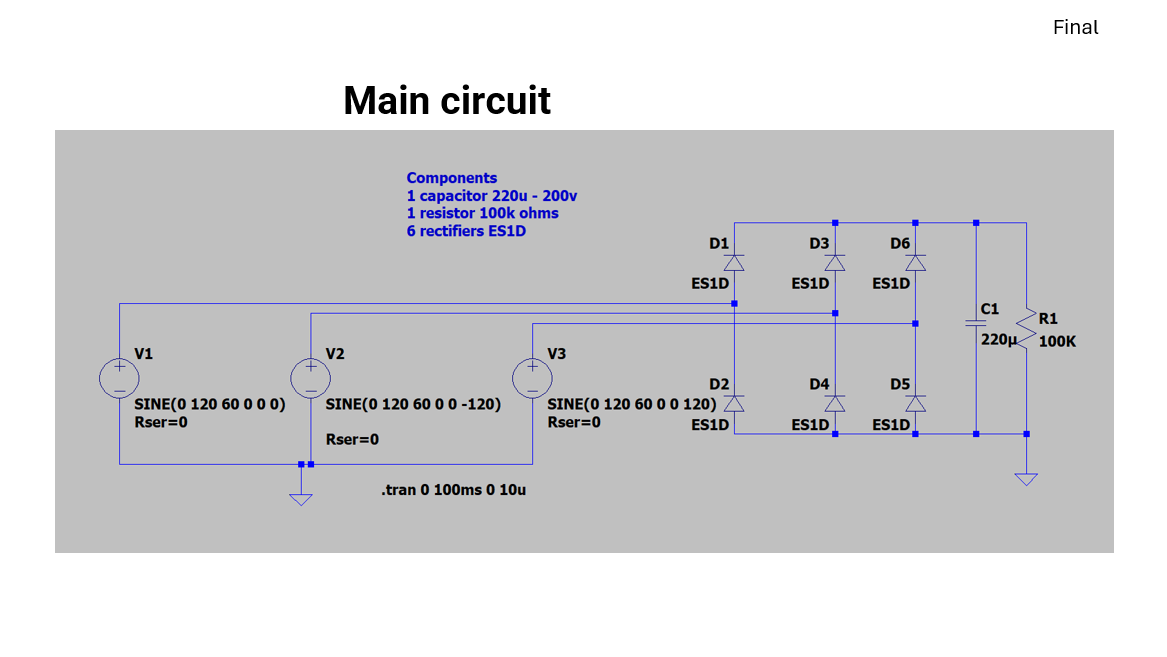 Final
Main circuit
Components
1 capacitor 220u - 200v
1 resistor 100k ohms
6 rectifiers ES1D
D1
D3
D6
ES1D
ES1D
ES1D
C1
220µ
R1
100K
V1
SINE(0 120 60 0 0 0)
Rser=0
V2
SINE(0 120 60 0 0 -120)
Rser=0
V3
SINE(0 120 60 0 0 120)
Rser=0
D2
D4
D5
ES1D
ES1D
ES1D
.tran 0 100ms 0 10u